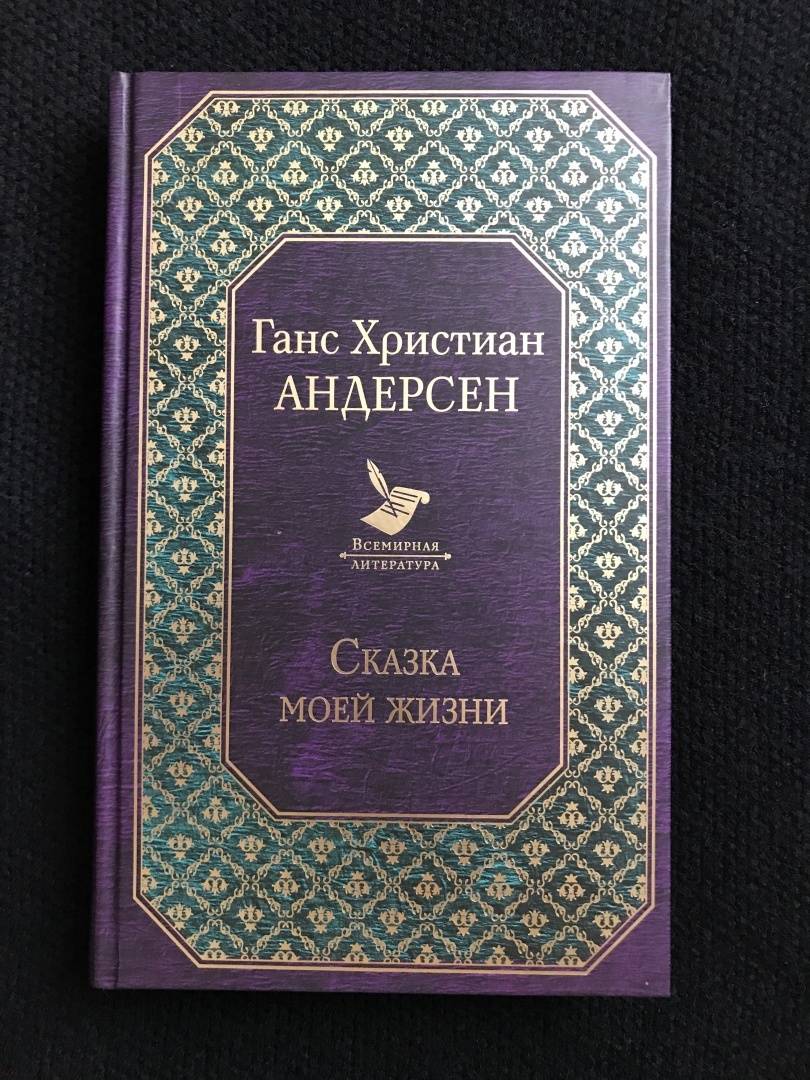 Ганс Христиан
АНДЕРСЕН
Всемирная
литература
Сказка
моей жизни